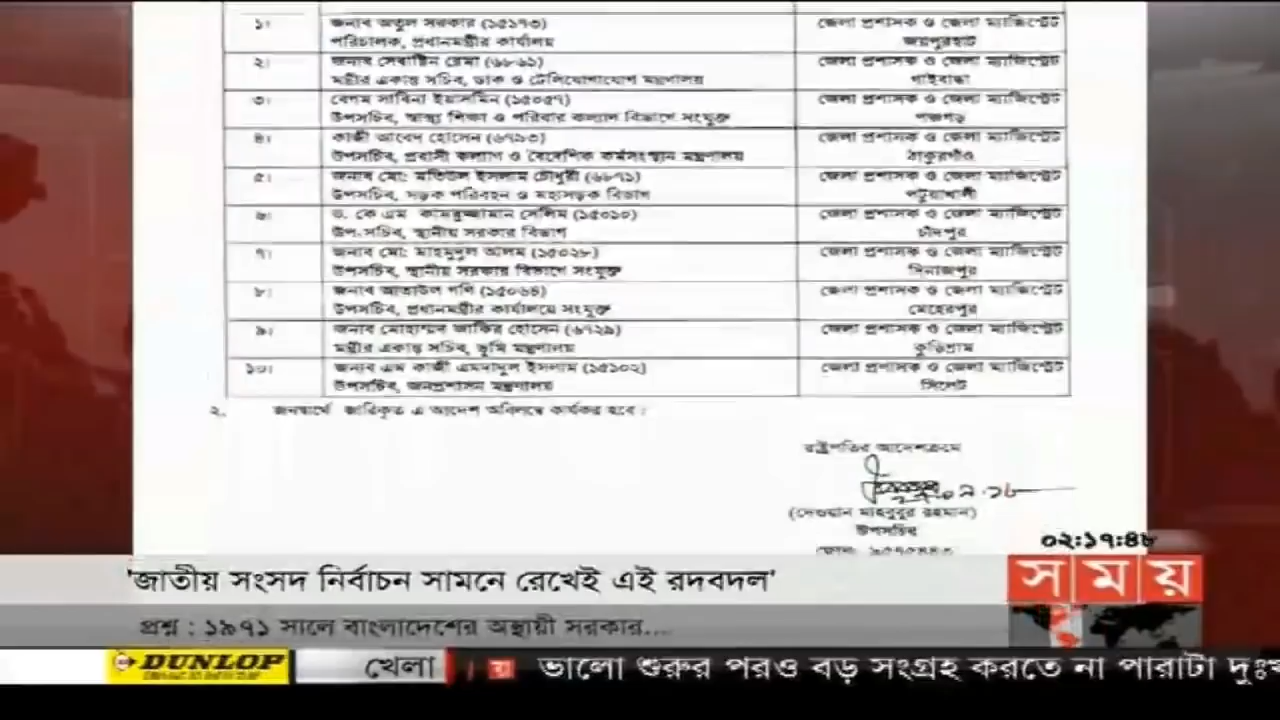 ১। জনাব অতুল সরকার (১৫১৭৩) জেলা প্রশাসক ও জেলা ম্যাজিস্ট্রেট
পরিচালক, প্রধানমন্ত্রীর কার্যালয় জয়পুরহাট
২। জনাব সেবাষ্টিন রেমা (৬৮৬১) জেলা প্রশাসক ও জেলা ম্যাজিস্ট্রেট
মন্ত্রীর একান্ত সচিব, ডাক ও টেলিযোগাযোগ মন্ত্রণালয় গাইবান্ধা
৩। বেগম সাবিনা ইয়াসমিন (১৫০৫৭) জেলা প্রশাসক ও জেলা ম্যাজিস্ট্রেট
উপসচিব, স্বাস্থ্য শিক্ষা ও পরিবার কল্যাণ বিভাগে সংযুক্ত পঞ্চগড়
৪। কাজী আবেদ হোসেন (৬৭৯৩) জেলা প্রশাসক ও জেলা ম্যাজিস্ট্রেট
উপসচিব, প্রবাসী কল্যাণ ও বৈদেশিক কর্মসংস্থান মন্ত্রণালয় ঠাকুরগাঁও
৫। জনাব মো: মতিউল ইসলাম চৌধুরী (৬৮৭১) জেলা প্রশাসক ও জেলা ম্যাজিস্ট্রেট
উপসচিব, সড়ক পরিবহন ও মহাসড়ক বিভাগ পটুয়াখালী
৬। ড. কে এম কামরুজ্জামান সেলিম (১৫০১০) জেলা প্রশাসক ও জেলা ম্যাজিস্ট্রেট
উপ-সচিব, স্থানীয় সরকার বিভাগ চাঁদপুর
৭। জনাব মো: মাহমুদুল আলম (১৫০২৮) জেলা প্রশাসক ও জেলা ম্যাজিস্ট্রেট
উপসচিব, স্থানীয় সরকার বিভাগে সংযুক্ত দিনাজপুর
৮। জনাব আতাউল গনি (১৫০৬৪) জেলা প্রশাসক ও জেলা ম্যাজিস্ট্রেট
উপসচিব, প্রধানমন্ত্রীর কার্যালয়ে সংযুক্ত মেহেরপুর
৯। জনাব মোহাম্মদ জাকির হোসেন (৬৭২৯) জেলা প্রশাসক ও জেলা ম্যাজিস্ট্রেট
মন্ত্রীর একান্ত সচিব, ভূমি মন্ত্রণালয় কুড়িগ্রাম
১০। জনাব এম কাজী এমদাদুল ইসলাম (১৫১০২) জেলা প্রশাসক ও জেলা ম্যাজিস্ট্রেট
উপসচিব, জনপ্রশাসন মন্ত্রণালয় সিলেট
২. জনস্বার্থে জারিকৃত এ আদেশ অবিলম্বে কার্যকর হবে।
রাষ্ট্রপতির আদেশক্রমে
(দেওয়ান মাহবুবুর রহমান)
উপসচিব
০২:১৭:৪৮
'জাতীয় সংসদ নির্বাচন সামনে রেখেই এই রদবদল'
সময়
প্রশ্ন : ১৯৭১ সালে বাংলাদেশের অস্থায়ী সরকার...
DUNLOP খেলা ভালো শুরুর পরও বড় সংগ্রহ করতে না পারাটা